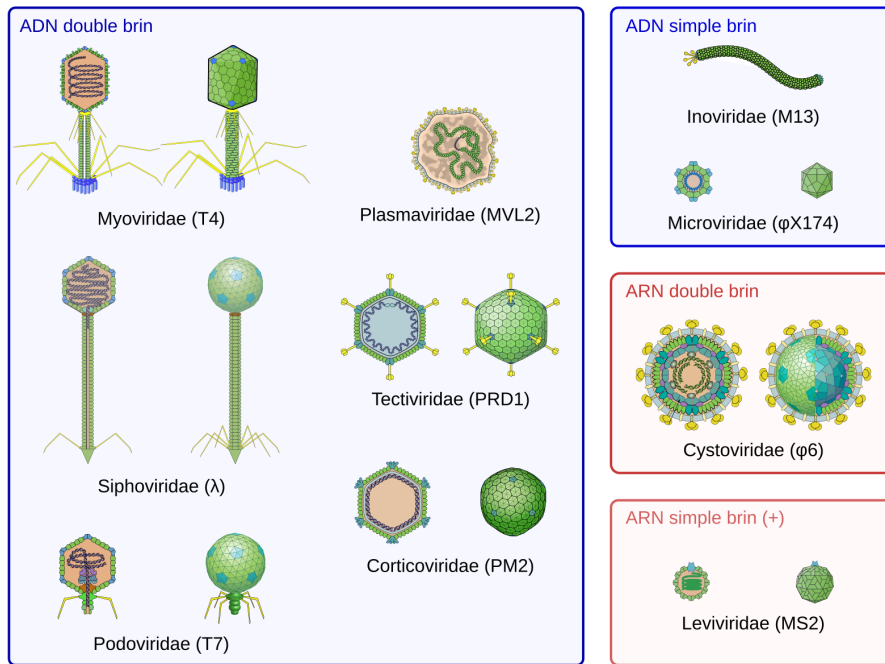 ADN double brin
Myoviridae (T4)
Plasmaviridae (MVL2)
Siphoviridae (λ)
Tectiviridae (PRD1)
Corticoviridae (PM2)
Podoviridae (T7)
ADN simple brin
Inoviridae (M13)
Microviridae (φX174)
ARN double brin
Cystoviridae (φ6)
ARN simple brin (+)
Leviviridae (MS2)